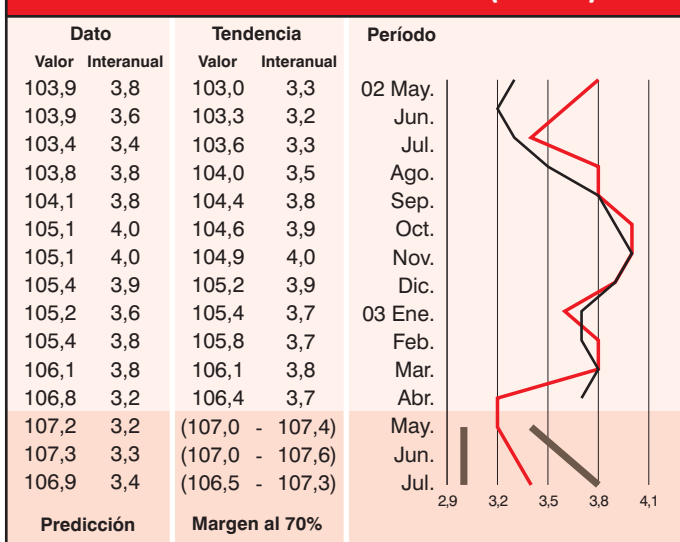 Dato Tendencia Período
Valor Interanual Valor Interanual
103,9 3,8 103,0 3,3 02 May.
103,9 3,6 103,3 3,2 Jun.
103,4 3,4 103,6 3,3 Jul.
103,8 3,8 104,0 3,5 Ago.
104,1 3,8 104,4 3,8 Sep.
105,1 4,0 104,6 3,9 Oct.
105,1 4,0 104,9 4,0 Nov.
105,4 3,9 105,2 3,9 Dic.
105,2 3,6 105,4 3,7 03 Ene.
105,4 3,8 105,8 3,7 Feb.
106,1 3,8 106,1 3,8 Mar.
106,8 3,2 106,4 3,7 Abr.
107,2 3,2 (107,0 - 107,4) May.
107,3 3,3 (107,0 - 107,6) Jun.
106,9 3,4 (106,5 - 107,3) Jul.
2,9 3,2 3,5 3,8 4,1
Predicción Margen al 70%